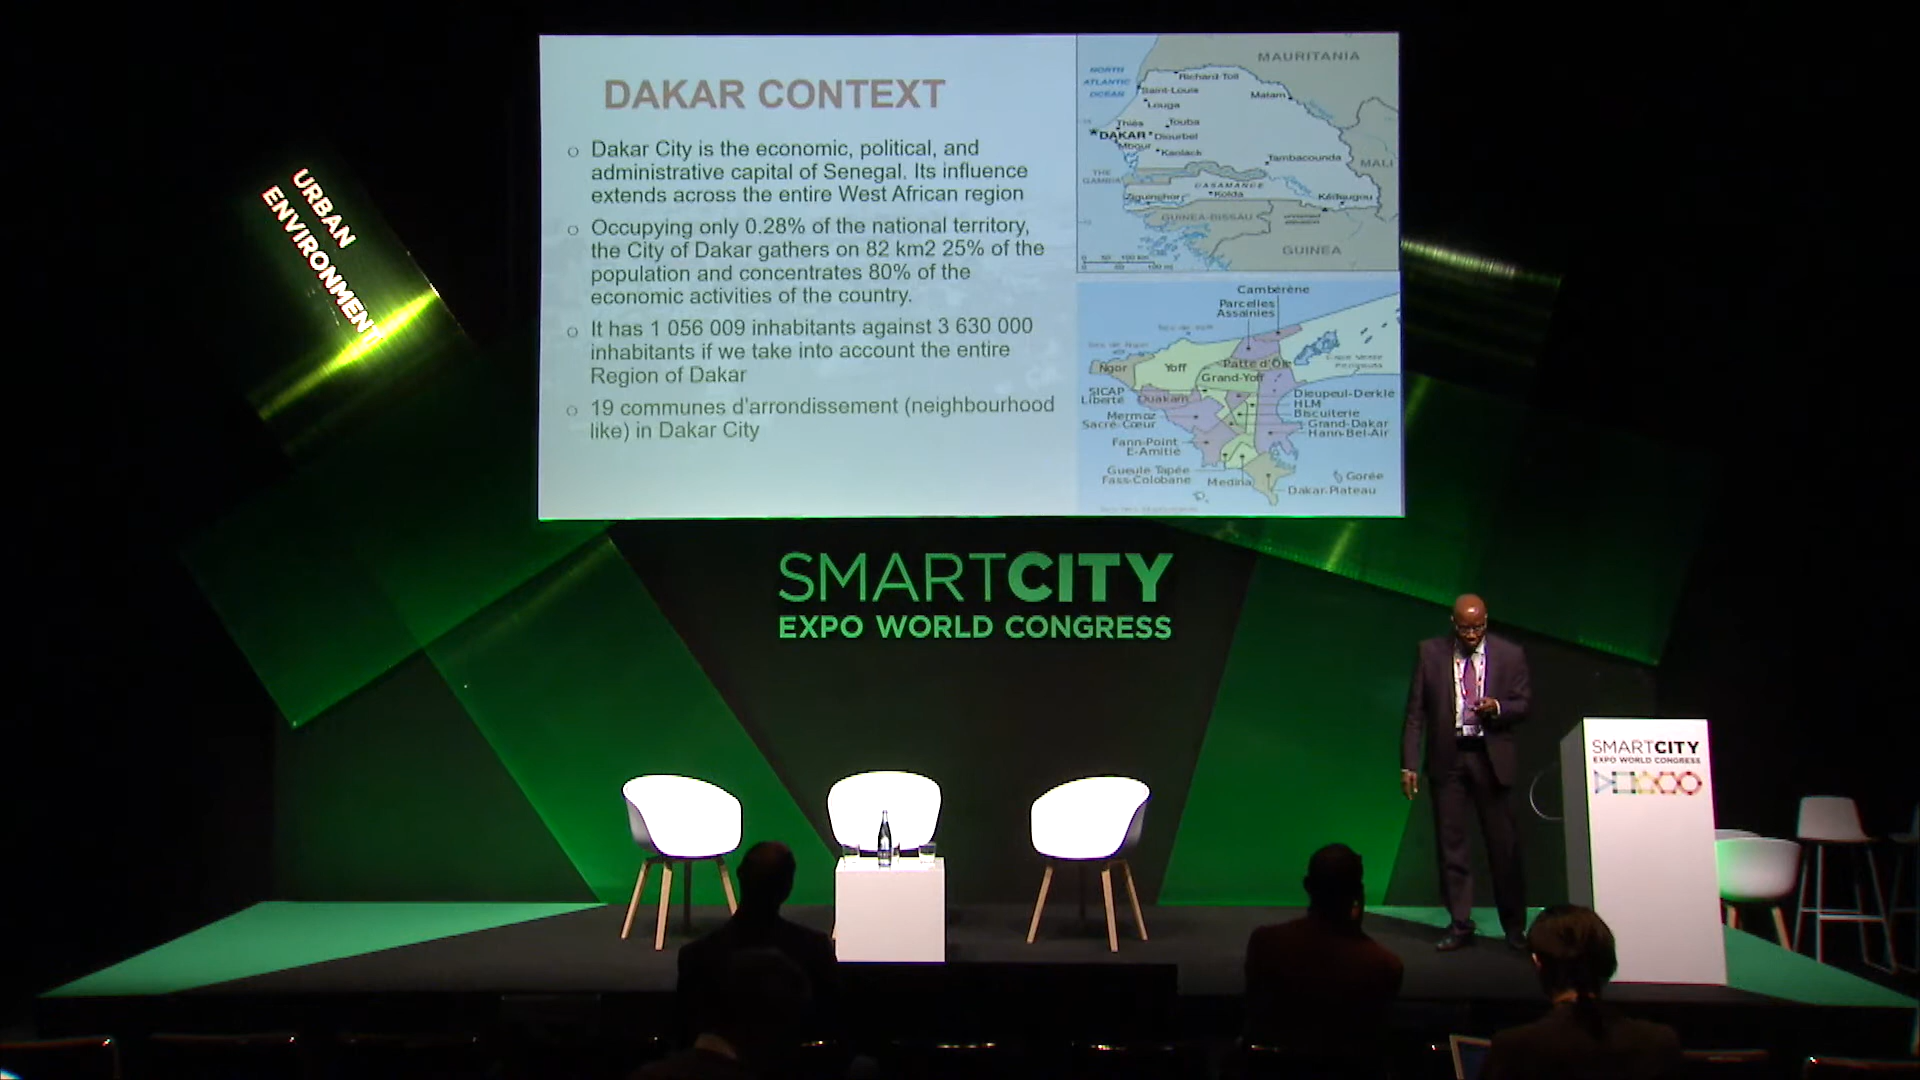 DAKAR CONTEXT
Dakar City is the economic, political, and
administrative capital of Senegal. Its influence
extends across the entire West African region
Occupying only 0.28% of the national territory,
the City of Dakar gathers on 82 km2 25% of the
population and concentrates 80% of the
economic activities of the country.
It has 1 056 009 inhabitants against 3 630 000
inhabitants if we take into account the entire
Region of Dakar
19 communes d'arrondissement (neighbourhood
like) in Dakar City
MAURITANIA
NORTH
ATLANTIC
OCEAN
Richard-Toll
Saint-Louis
Matam
Louga
Thiès
Touba
DAKAR
Diourbel
Mbour
Kaolack
Tambacounda
MALI
THE
GAMBIA
CASAMANCE
Ziguinchor
Kolda
Kédougou
GUINEA-BISSAU
GUINEA
Cambérène
Parcelles
Assainies
Ngor
Yoff
Patte d'Oie
Grand-Yoff
SICAP
Liberté
Ouakam
Dieupeul-Derkle
HLM
Mermoz
Sacré-Cœur
Biscuiterie
Grand-Dakar
Hann-Bel-Air
Fann-Point
E-Amitié
Gueule Tapée
Fass-Colobane
Medina
Gorée
Dakar-Plateau
URBAN
ENVIRONMENT
SMARTCITY
EXPO WORLD CONGRESS
SMARTCITY
EXPO WORLD CONGRESS